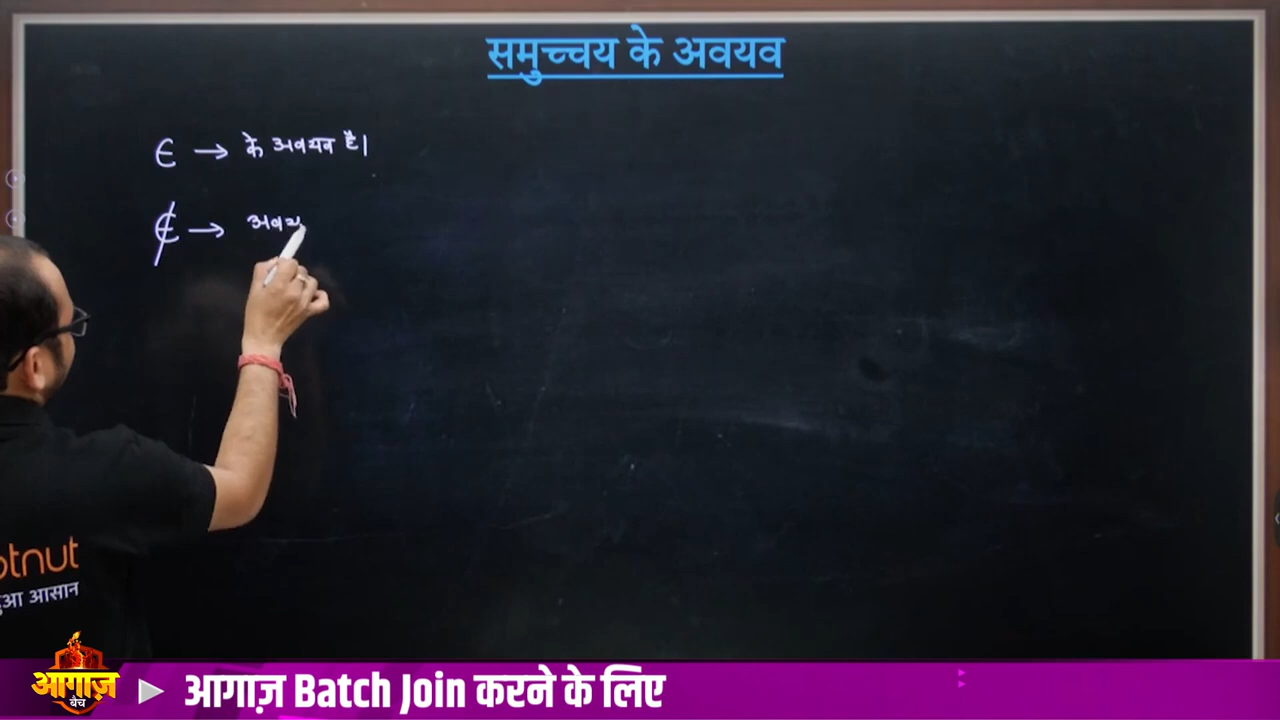 समुच्चय के अवयव
∈ → के अवयव है।
∉ → अवय
otnut
हुआ आसान
आगाज़
बैच
आगाज़ Batch Join करने के लिए